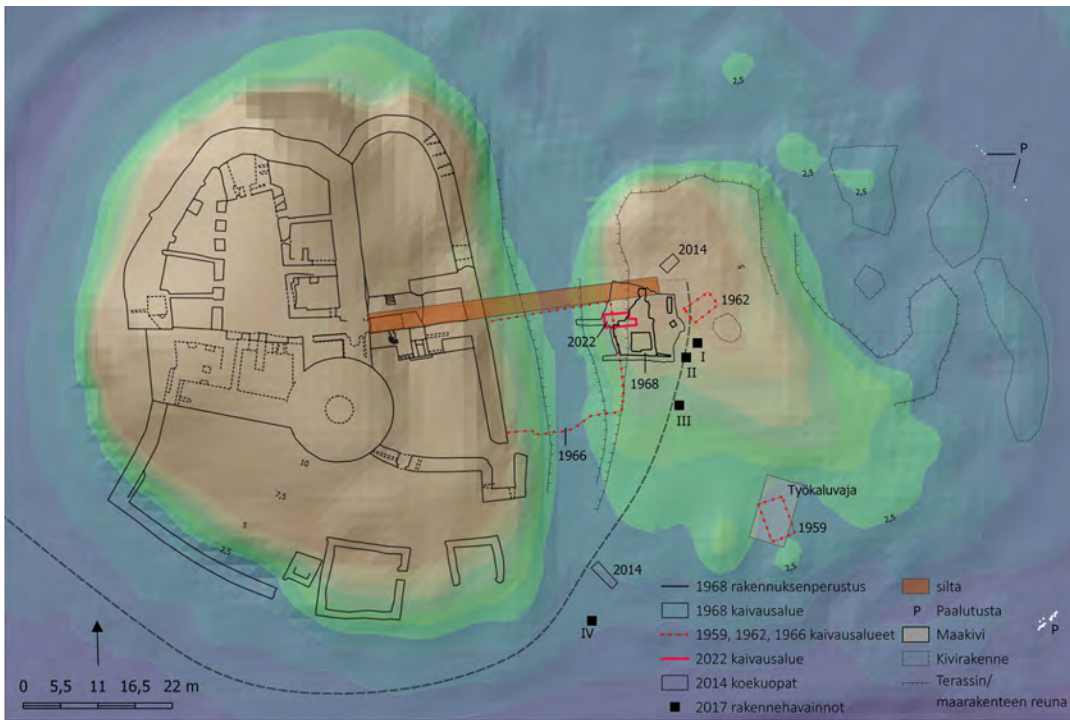 2,5
2,5
2,5
P
2014
5
1962
2022
I
II
1968
III
1966
10
7,5
5
2,5
Työkaluvaja
1959
2,5
2,5
2014
IV
P
0 5,5 11 16,5 22 m
1968 rakennuksenperustus
1968 kaivausalue
1959, 1962, 1966 kaivausalueet
2022 kaivausalue
2014 koekuopat
2017 rakennehavainnot
silta
P Paalutusta
Maakivi
Kivirakenne
Terassin/
maarakenteen reuna